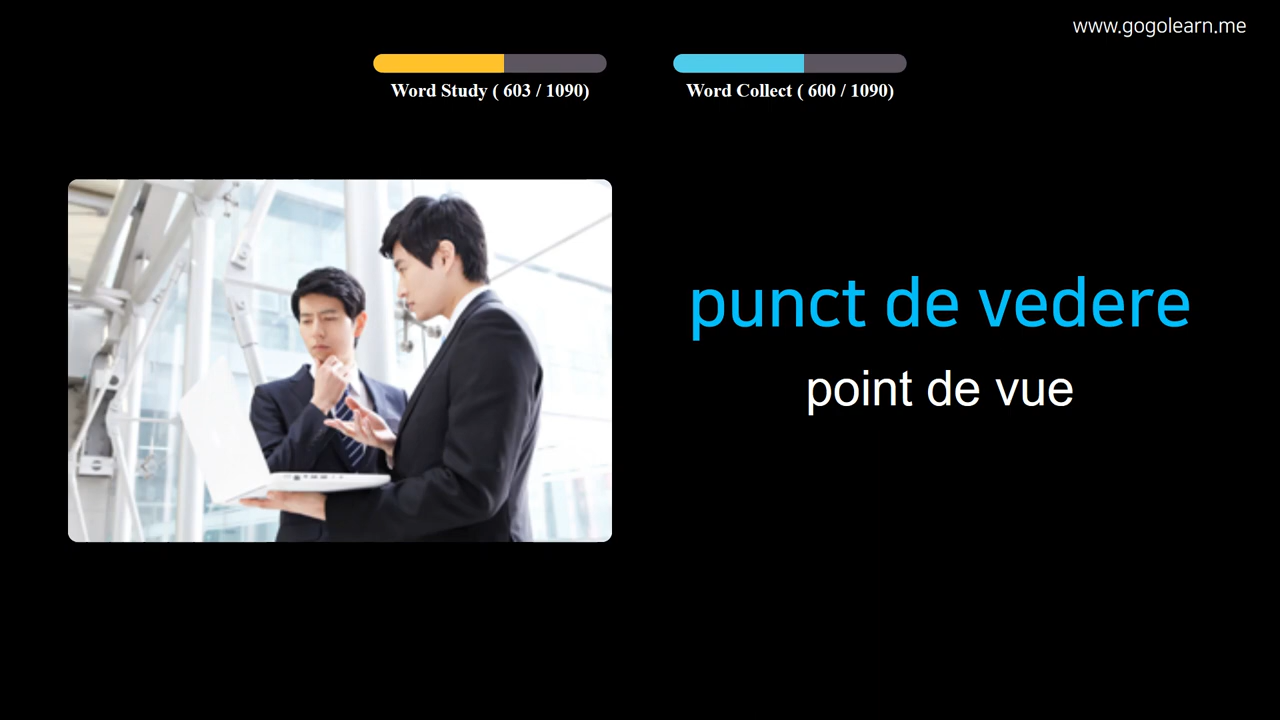 www.gogolearn.me
Word Study ( 603 / 1090)
Word Collect ( 600 / 1090)
punct de vedere
point de vue